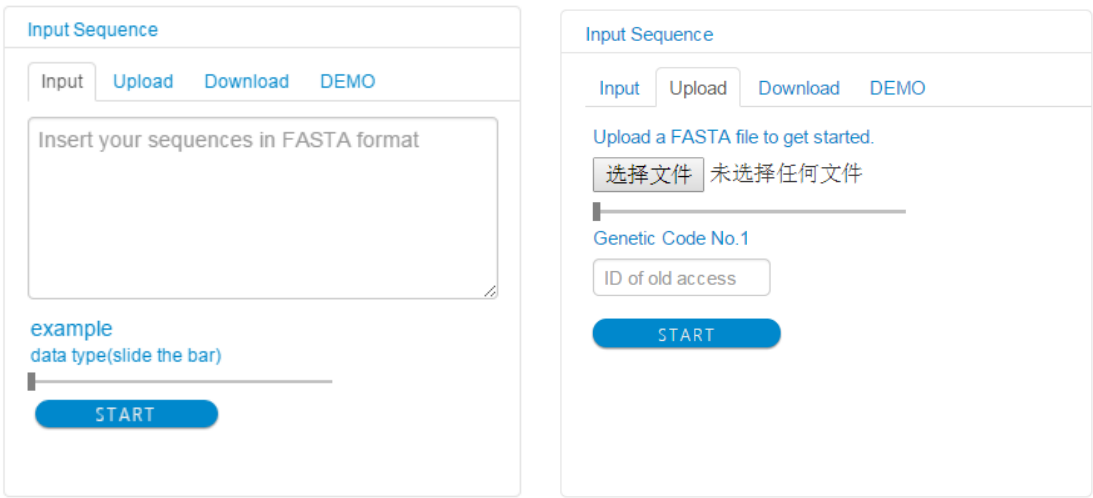 Input Sequence
Input Upload Download DEMO
Insert your sequences in FASTA format
example
data type(slide the bar)
START
Input Sequence
Input Upload Download DEMO
Upload a FASTA file to get started.
选择文件 未选择任何文件
Genetic Code No.1
ID of old access
START